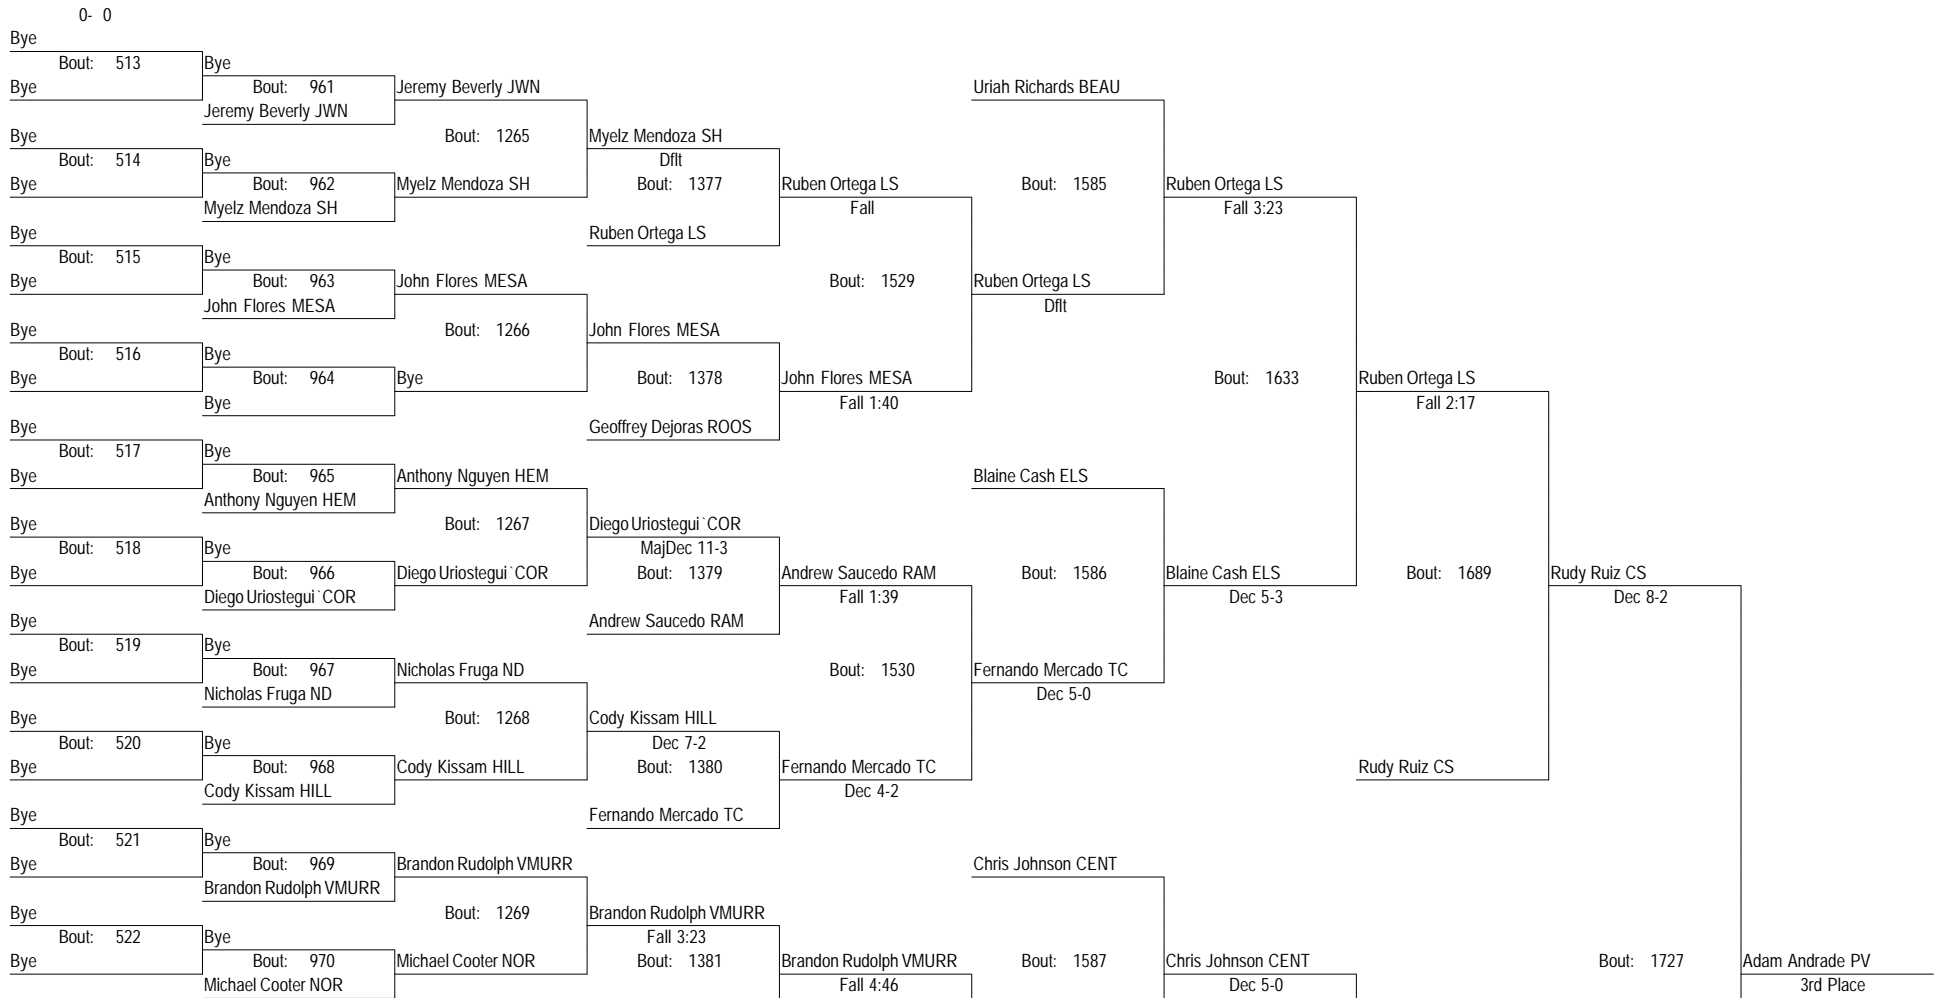 0- 0
Bye
Bout: 513 Bye
Bye Bout: 961 Jeremy Beverly JWN Uriah Richards BEAU
Jeremy Beverly JWN
Bye Bout: 1265 Myelz Mendoza SH
Bout: 514 Bye Dflt
Bye Bout: 962 Myelz Mendoza SH Bout: 1377 Ruben Ortega LS Bout: 1585 Ruben Ortega LS
Myelz Mendoza SH Fall Fall 3:23
Bye Ruben Ortega LS
Bout: 515 Bye
Bye Bout: 963 John Flores MESA Bout: 1529 Ruben Ortega LS
John Flores MESA Dflt
Bye Bout: 1266 John Flores MESA
Bout: 516 Bye
Bye Bout: 964 Bye Bout: 1378 John Flores MESA Bout: 1633 Ruben Ortega LS
Bye Fall 1:40 Fall 2:17
Bye Geoffrey Dejoras ROOS
Bout: 517 Bye
Bye Bout: 965 Anthony Nguyen HEM Blaine Cash ELS
Anthony Nguyen HEM
Bye Bout: 1267 Diego Uriostegui`COR
Bout: 518 Bye MajDec 11-3
Bye Bout: 966 Diego Uriostegui`COR Bout: 1379 Andrew Saucedo RAM Bout: 1586 Blaine Cash ELS Bout: 1689 Rudy Ruiz CS
Diego Uriostegui`COR Fall 1:39 Dec 5-3 Dec 8-2
Bye Andrew Saucedo RAM
Bout: 519 Bye
Bye Bout: 967 Nicholas Fruga ND Bout: 1530 Fernando Mercado TC
Nicholas Fruga ND Dec 5-0
Bye Bout: 1268 Cody Kissam HILL
Bout: 520 Bye Dec 7-2
Bye Bout: 968 Cody Kissam HILL Bout: 1380 Fernando Mercado TC Rudy Ruiz CS
Cody Kissam HILL Dec 4-2
Bye Fernando Mercado TC
Bout: 521 Bye
Bye Bout: 969 Brandon Rudolph VMURR Chris Johnson CENT
Brandon Rudolph VMURR
Bye Bout: 1269 Brandon Rudolph VMURR
Bout: 522 Bye Fall 3:23
Bye Bout: 970 Michael Cooter NOR Bout: 1381 Brandon Rudolph VMURR Bout: 1587 Chris Johnson CENT Bout: 1727 Adam Andrade PV
Michael Cooter NOR Fall 4:46 Dec 5-0 3rd Place